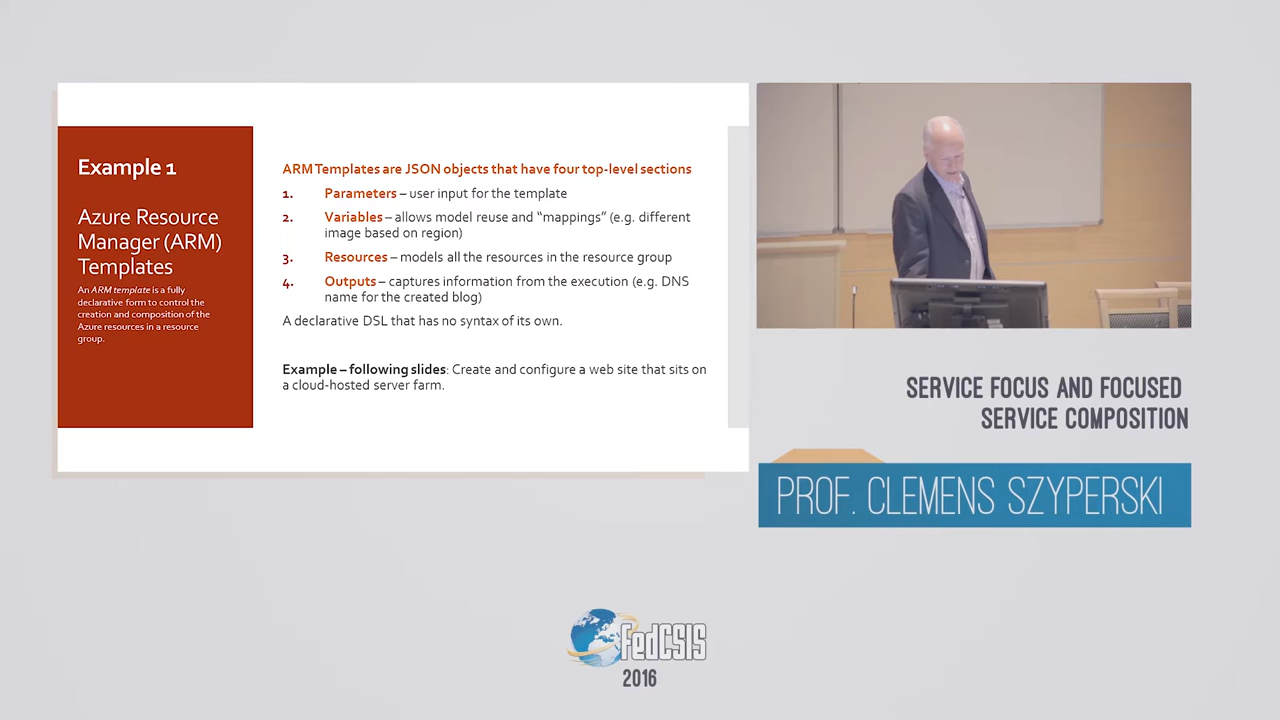 Example 1
Azure Resource
Manager (ARM)
Templates
An ARM template is a fully
declarative form to control the
creation and composition of the
Azure resources in a resource
group.
ARM Templates are JSON objects that have four top-level sections
1. Parameters – user input for the template
2. Variables – allows model reuse and “mappings” (e.g. different
image based on region)
3. Resources – models all the resources in the resource group
4. Outputs – captures information from the execution (e.g. DNS
name for the created blog)
A declarative DSL that has no syntax of its own.
Example – following slides: Create and configure a web site that sits on
a cloud-hosted server farm.
SERVICE FOCUS AND FOCUSED
SERVICE COMPOSITION
PROF. CLEMENS SZYPERSKI
FedCSIS
2016